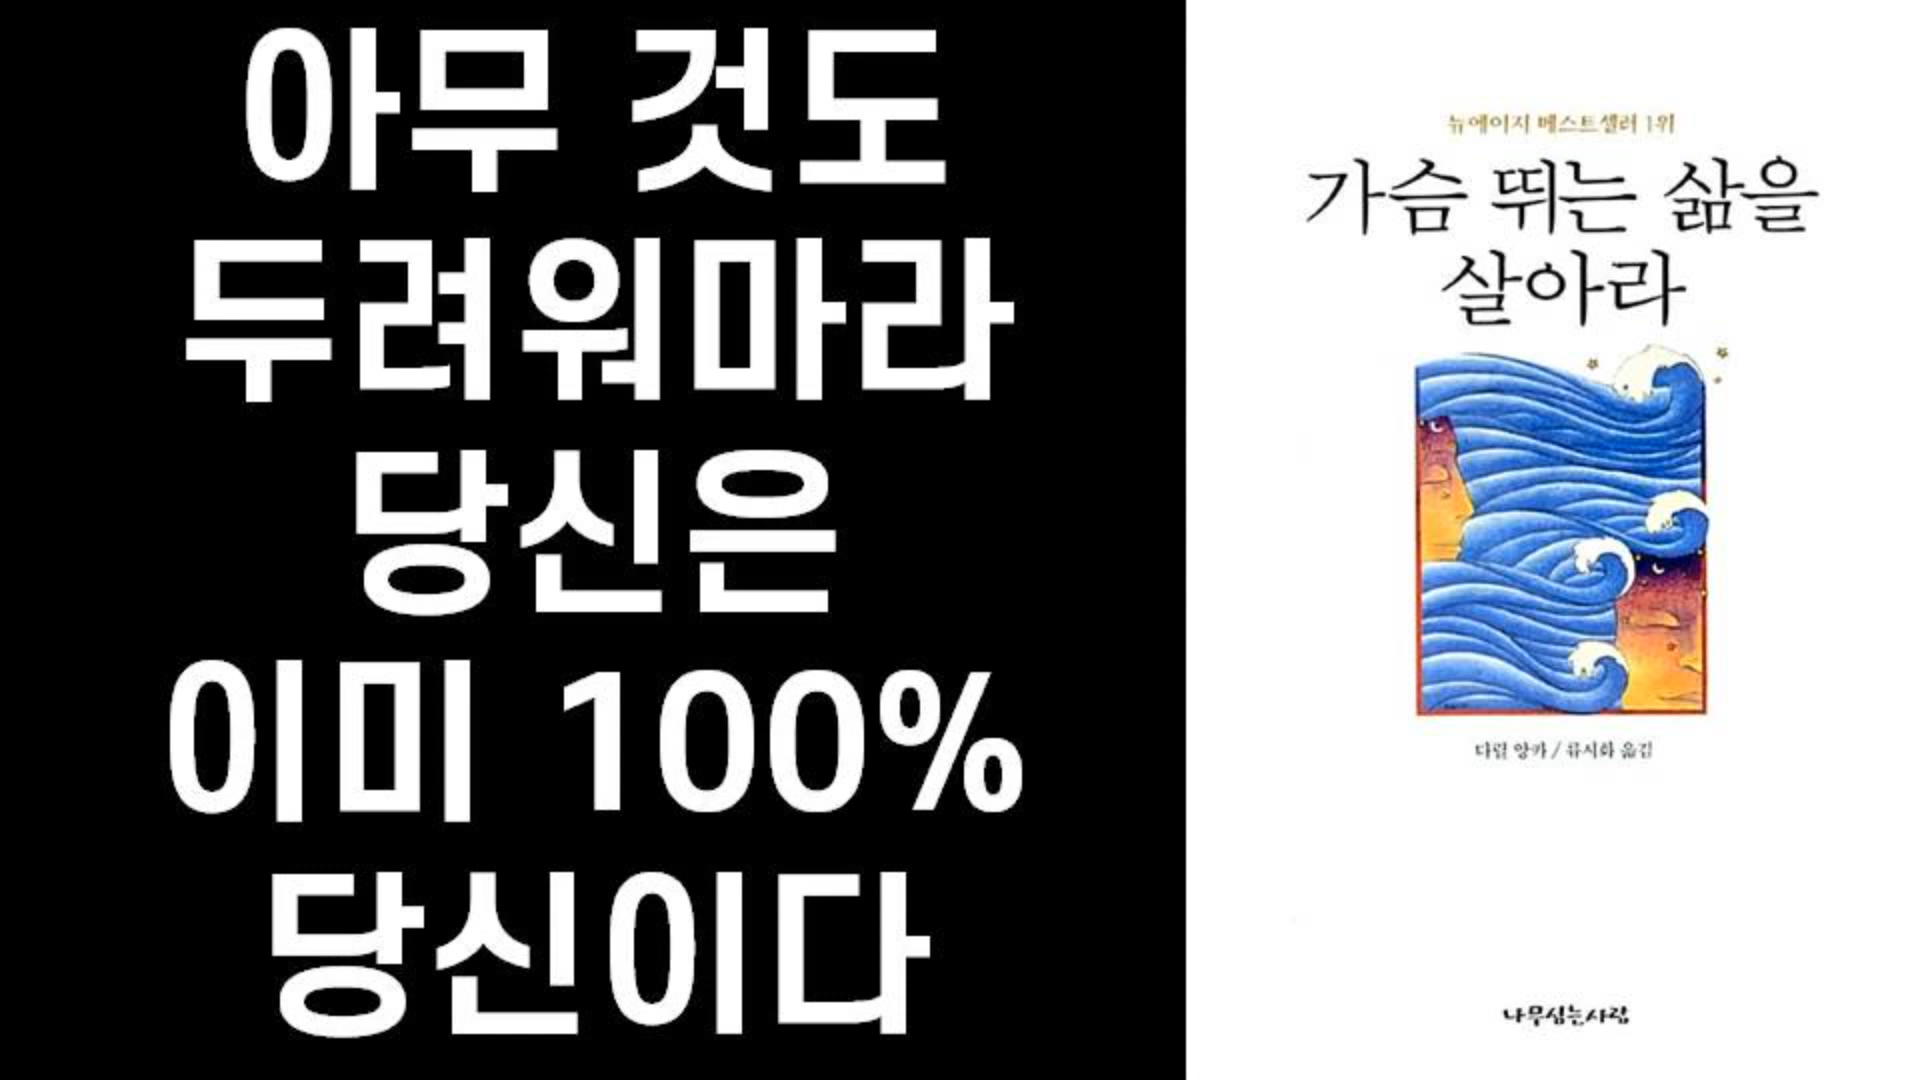 아무 것도
두려워마라
당신은
이미 100%
당신이다
뉴에이지 베스트셀러 1위
가슴 뛰는 삶을
살아라
다릴 앙카 / 류시화 옮김
나무심는사람